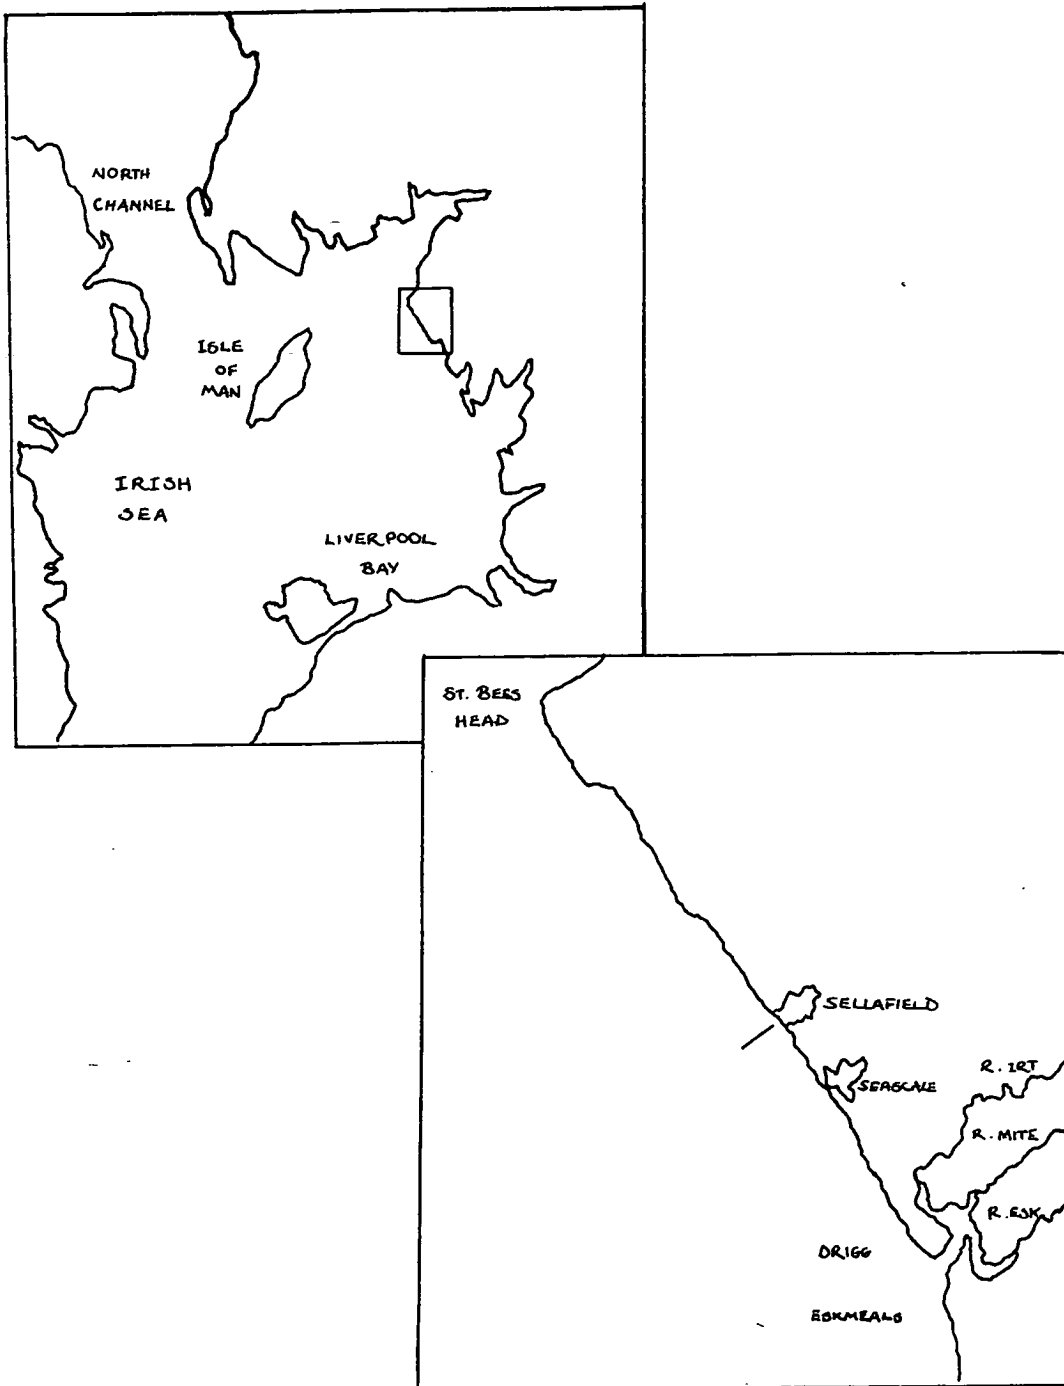 NORTH
CHANNEL
ISLE
OF
MAN
IRISH
SEA
LIVERPOOL
BAY
ST. BEES
HEAD
SELLAFIELD
SEASCALE
R. IRT
R. MITE
R. ESK
DRIGG
ESKMEALS